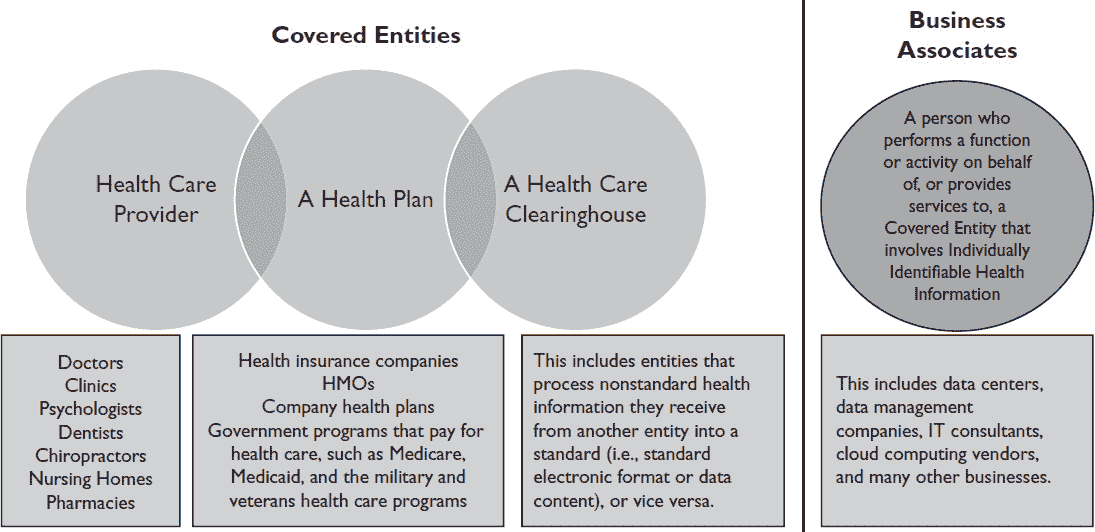 Covered Entities
Health Care
Provider
A Health Plan
A Health Care
Clearinghouse
Doctors
Clinics
Psychologists
Dentists
Chiropractors
Nursing Homes
Pharmacies
Health insurance companies
HMOs
Company health plans
Government programs that pay for
health care, such as Medicare,
Medicaid, and the military and
veterans health care programs
This includes entities that
process nonstandard health
information they receive
from another entity into a
standard (i.e., standard
electronic format or data
content), or vice versa.
Business
Associates
A person who
performs a function
or activity on behalf
of, or provides
services to, a
Covered Entity that
involves Individually
Identifiable Health
Information
This includes data centers,
data management
companies, IT consultants,
cloud computing vendors,
and many other businesses.